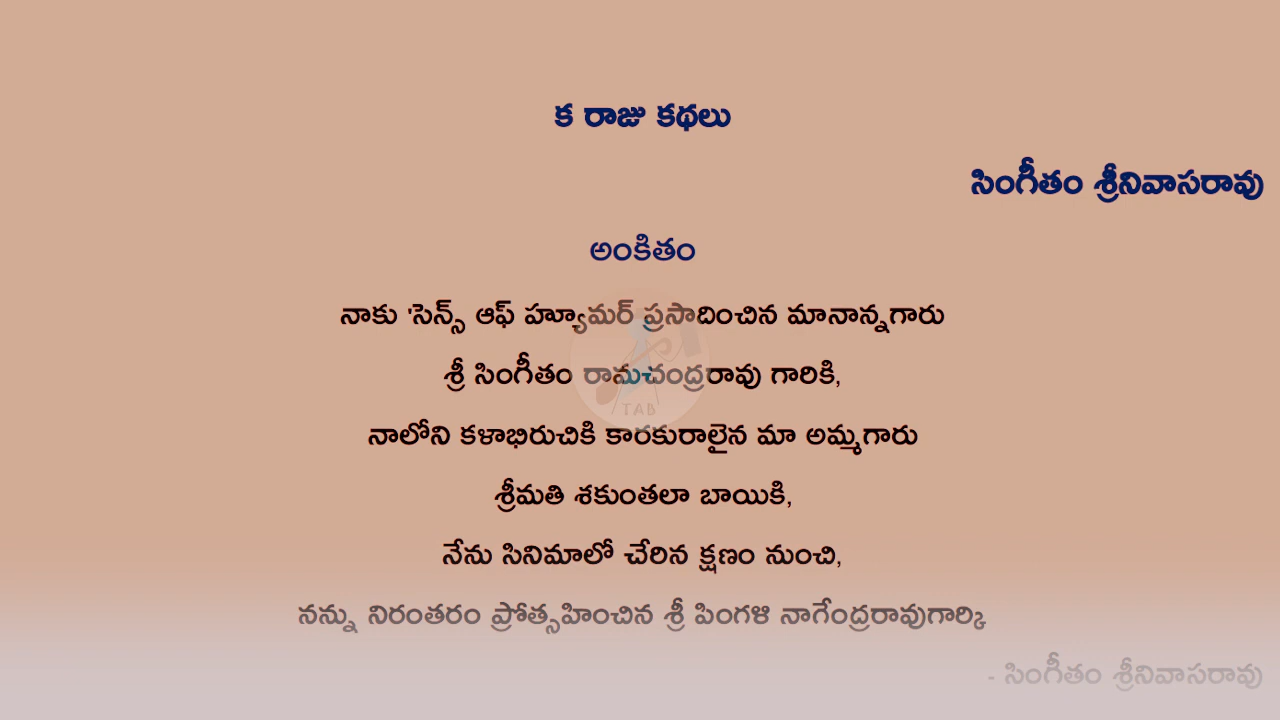 క రాజు కథలు
సింగీతం శ్రీనివాసరావు
అంకితం
నాకు 'సెన్స్ ఆఫ్ హ్యూమర్ ప్రసాదించిన మానాన్నగారు
శ్రీ సింగీతం రామచంద్రరావు గారికి,
TAB
నాలోని కళాభిరుచికి కారకురాలైన మా అమ్మగారు
శ్రీమతి శకుంతలా బాయికి,
నేను సినిమాలో చేరిన క్షణం నుంచి,
నన్ను నిరంతరం ప్రోత్సహించిన శ్రీ పింగళి నాగేంద్రరావుగార్కి
- సింగీతం శ్రీనివాసరావు